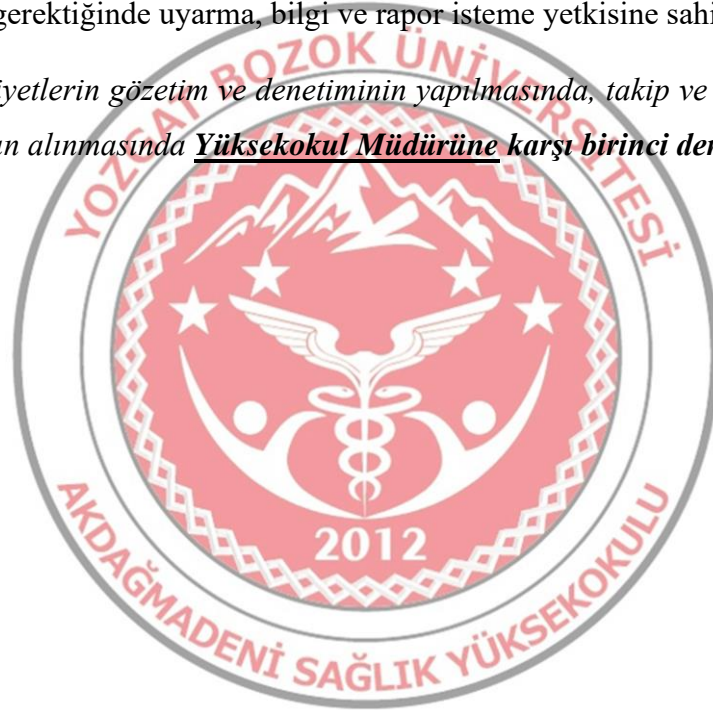 gerektiğinde uyarma, bilgi ve rapor isteme yetkisine sahi
yetlerin gözetim ve denetiminin yapılmasında, takip ve
n alınmasında Yüksekokul Müdürüne karşı birinci der
YOZGAT BOZOK ÜNİVERSİTESİ
2012
AKDAĞMADENİ SAĞLIK YÜKSEKOKULU